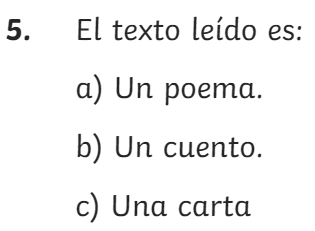 5. El texto leído es:
a) Un poema.
b) Un cuento.
c) Una carta